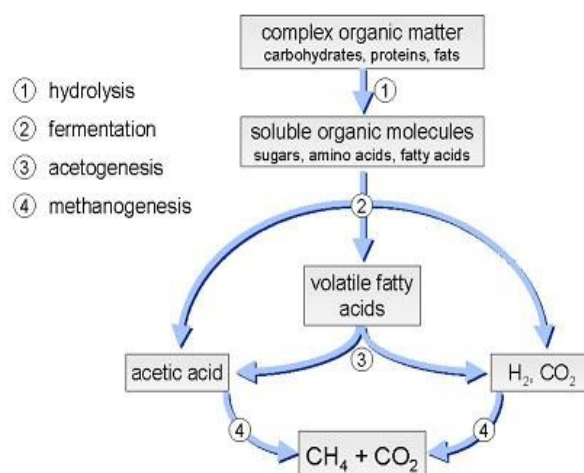 complex organic matter
carbohydrates, proteins, fats
① hydrolysis
② fermentation
③ acetogenesis
④ methanogenesis
①
soluble organic molecules
sugars, amino acids, fatty acids
②
volatile fatty
acids
③
acetic acid
H₂, CO₂
④
④
CH₄ + CO₂